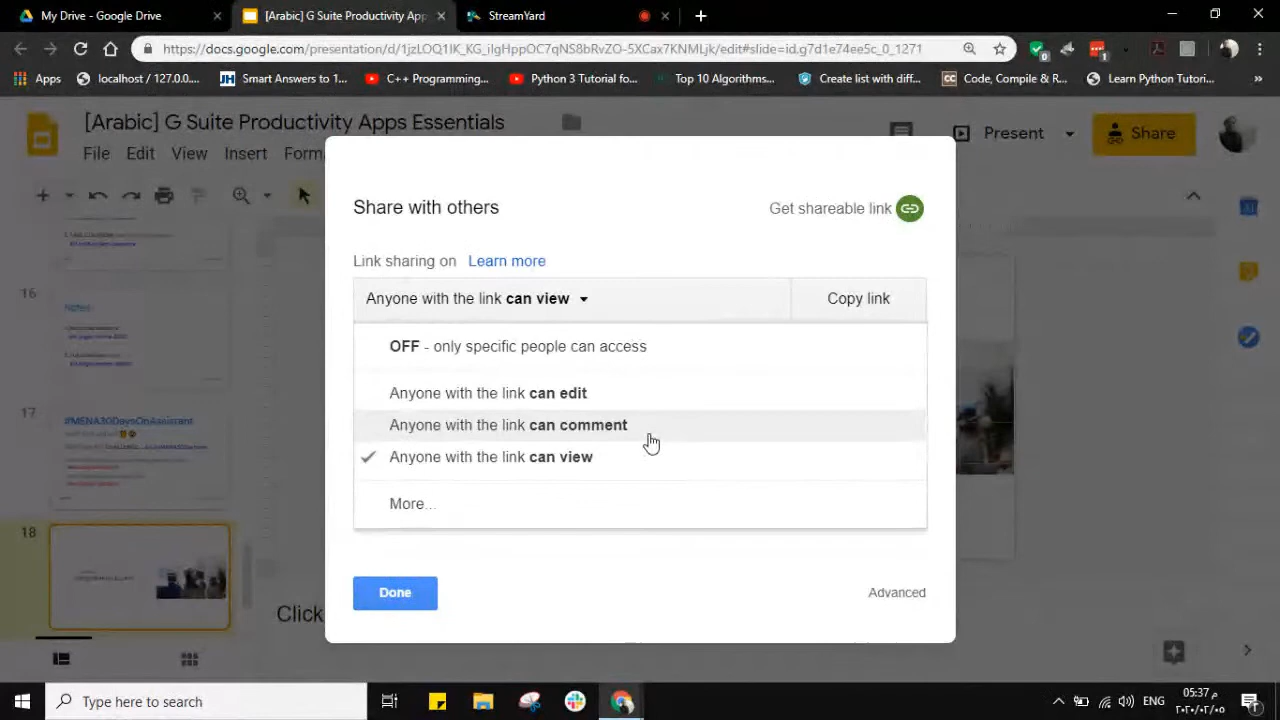 My Drive - Google Drive
[Arabic] G Suite Productivity App
StreamYard
https://docs.google.com/presentation/d/1jzLOQ1IK_KG_iIgHppOC7qNS8bRvZO-5XCax7KNMLjk/edit#slide=id.g7d1e74ee5c_0_1271
Apps
localhost / 127.0.0....
Smart Answers to 1...
C++ Programming...
Python 3 Tutorial fo...
Top 10 Algorithms...
Create list with diff...
Code, Compile & R...
Learn Python Tutori...
»
[Arabic] G Suite Productivity Apps Essentials
Present
Share
File Edit View Insert Form
Share with others
Get shareable link
Link sharing on Learn more
Anyone with the link can view
Copy link
OFF - only specific people can access
Anyone with the link can edit
Anyone with the link can comment
Anyone with the link can view
More...
Done
Advanced
16
Notes
17
#MENA30DaysOnAssistant
18
Click
Type here to search
ENG
05:37 م
٢٠٢٠/٠٢/٠٥